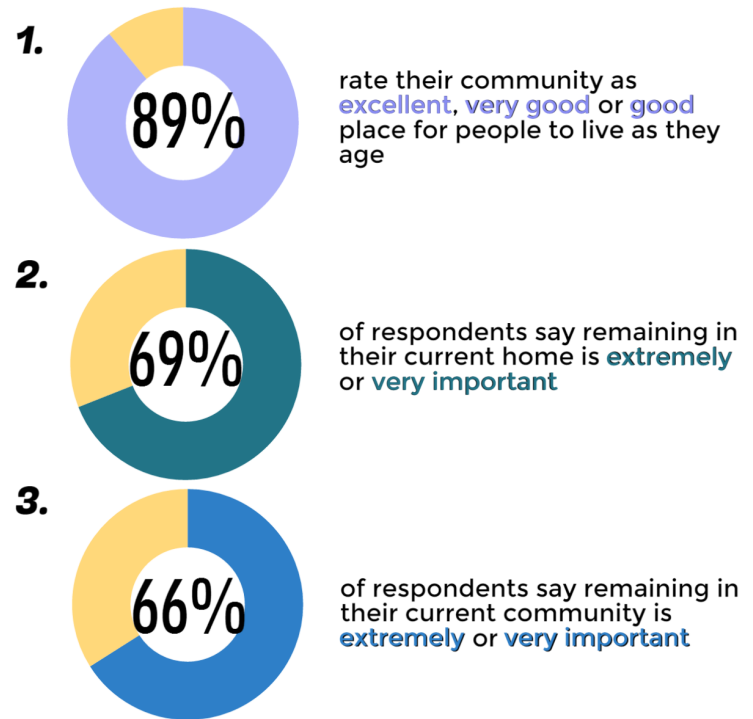 1.
89%
rate their community as
excellent, very good or good
place for people to live as they
age
2.
69%
of respondents say remaining in
their current home is extremely
or very important
3.
66%
of respondents say remaining in
their current community is
extremely or very important